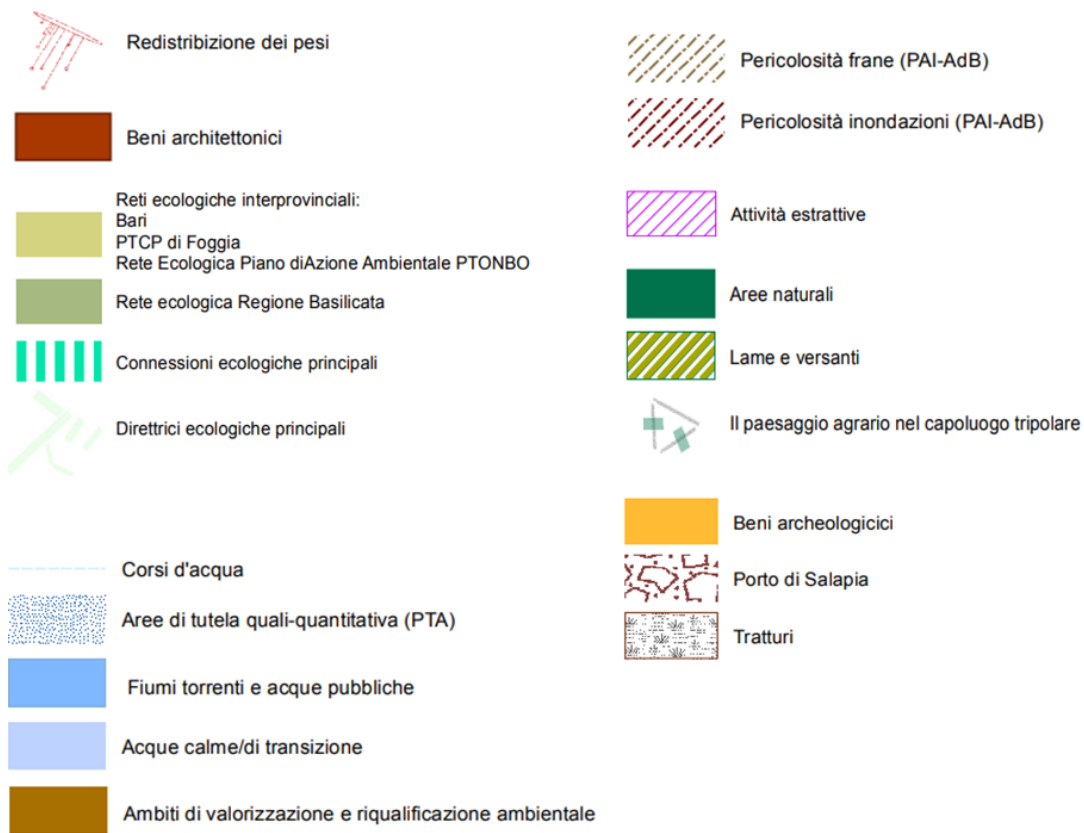 Redistribizione dei pesi
Beni architettonici
Reti ecologiche interprovinciali:
Bari
PTCP di Foggia
Rete Ecologica Piano diAzione Ambientale PTONBO
Rete ecologica Regione Basilicata
Connessioni ecologiche principali
Direttrici ecologiche principali
Corsi d'acqua
Aree di tutela quali-quantitativa (PTA)
Fiumi torrenti e acque pubbliche
Acque calme/di transizione
Ambiti di valorizzazione e riqualificazione ambientale
Pericolosità frane (PAI-AdB)
Pericolosità inondazioni (PAI-AdB)
Attività estrattive
Aree naturali
Lame e versanti
Il paesaggio agrario nel capoluogo tripolare
Beni archeologicici
Porto di Salapia
Tratturi